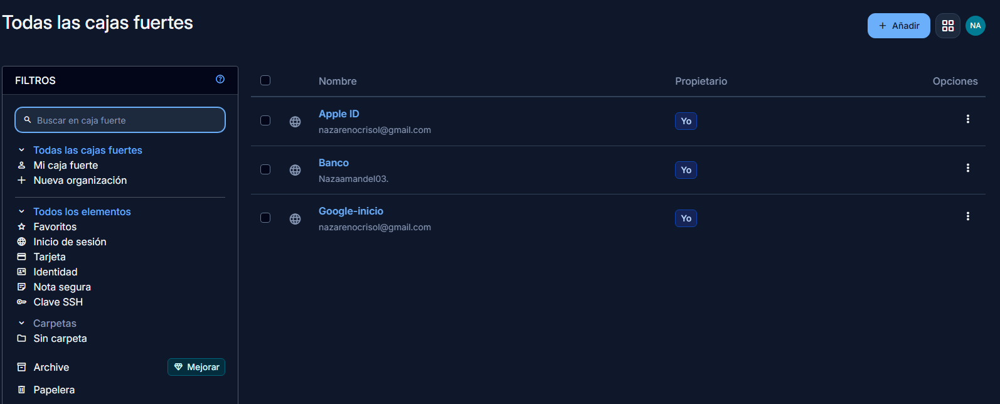 Todas las cajas fuertes
+ Añadir
NA
FILTROS
Buscar en caja fuerte
Todas las cajas fuertes
Mi caja fuerte
Nueva organización
Todos los elementos
Favoritos
Inicio de sesión
Tarjeta
Identidad
Nota segura
Clave SSH
Carpetas
Sin carpeta
Archive
Mejorar
Papelera
Nombre Propietario Opciones
Apple ID
nazarenocrisol@gmail.com
Yo
Banco
Nazaamandel03.
Yo
Google-inicio
nazarenocrisol@gmail.com
Yo